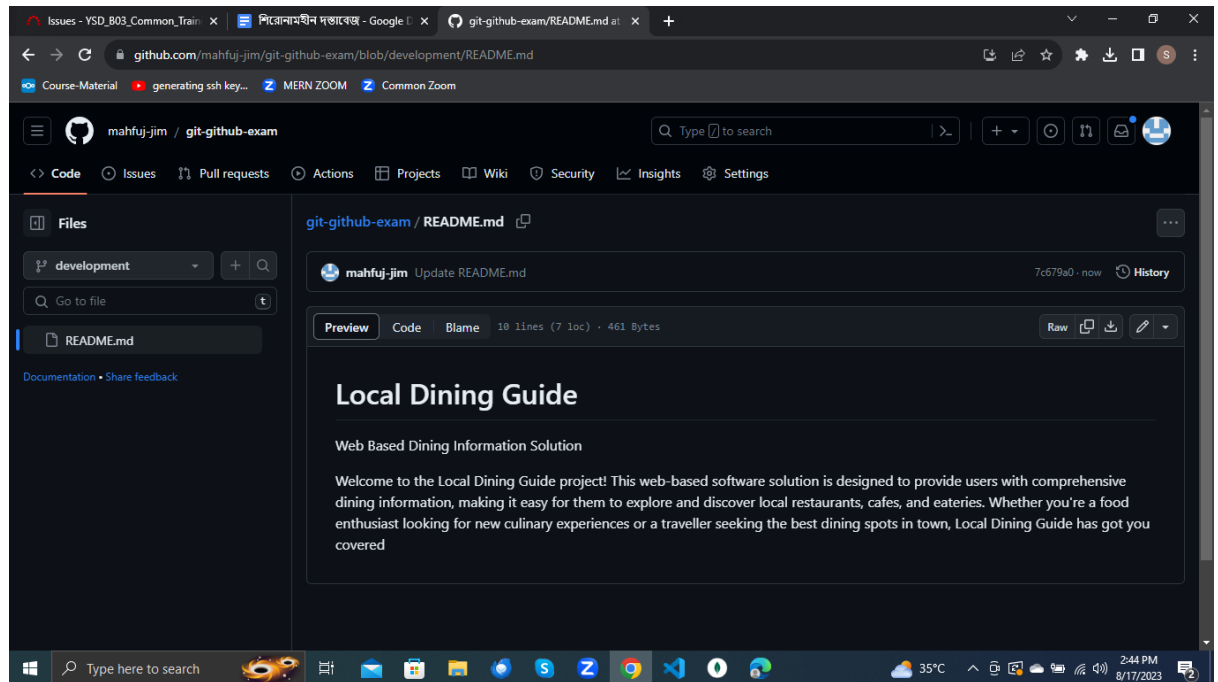 Issues - YSD_B03_Common_Train
শিরোনামহীন দস্তাবেজ - Google D
git-github-exam/README.md at
github.com/mahfuj-jim/git-github-exam/blob/development/README.md
S
Course-Material
generating ssh key...
Z MERN ZOOM
Z Common Zoom
mahfuj-jim / git-github-exam
Type / to search
Code
Issues
Pull requests
Actions
Projects
Wiki
Security
Insights
Settings
Files
git-github-exam / README.md
development
mahfuj-jim Update README.md
7c679a0 · now
History
Go to file
t
Preview
Code
Blame
10 lines (7 loc) · 461 Bytes
Raw
README.md
Documentation • Share feedback
Local Dining Guide
Web Based Dining Information Solution
Welcome to the Local Dining Guide project! This web-based software solution is designed to provide users with comprehensive
dining information, making it easy for them to explore and discover local restaurants, cafes, and eateries. Whether you're a food
enthusiast looking for new culinary experiences or a traveller seeking the best dining spots in town, Local Dining Guide has got you
covered
Type here to search
35°C
2:44 PM
8/17/2023
2